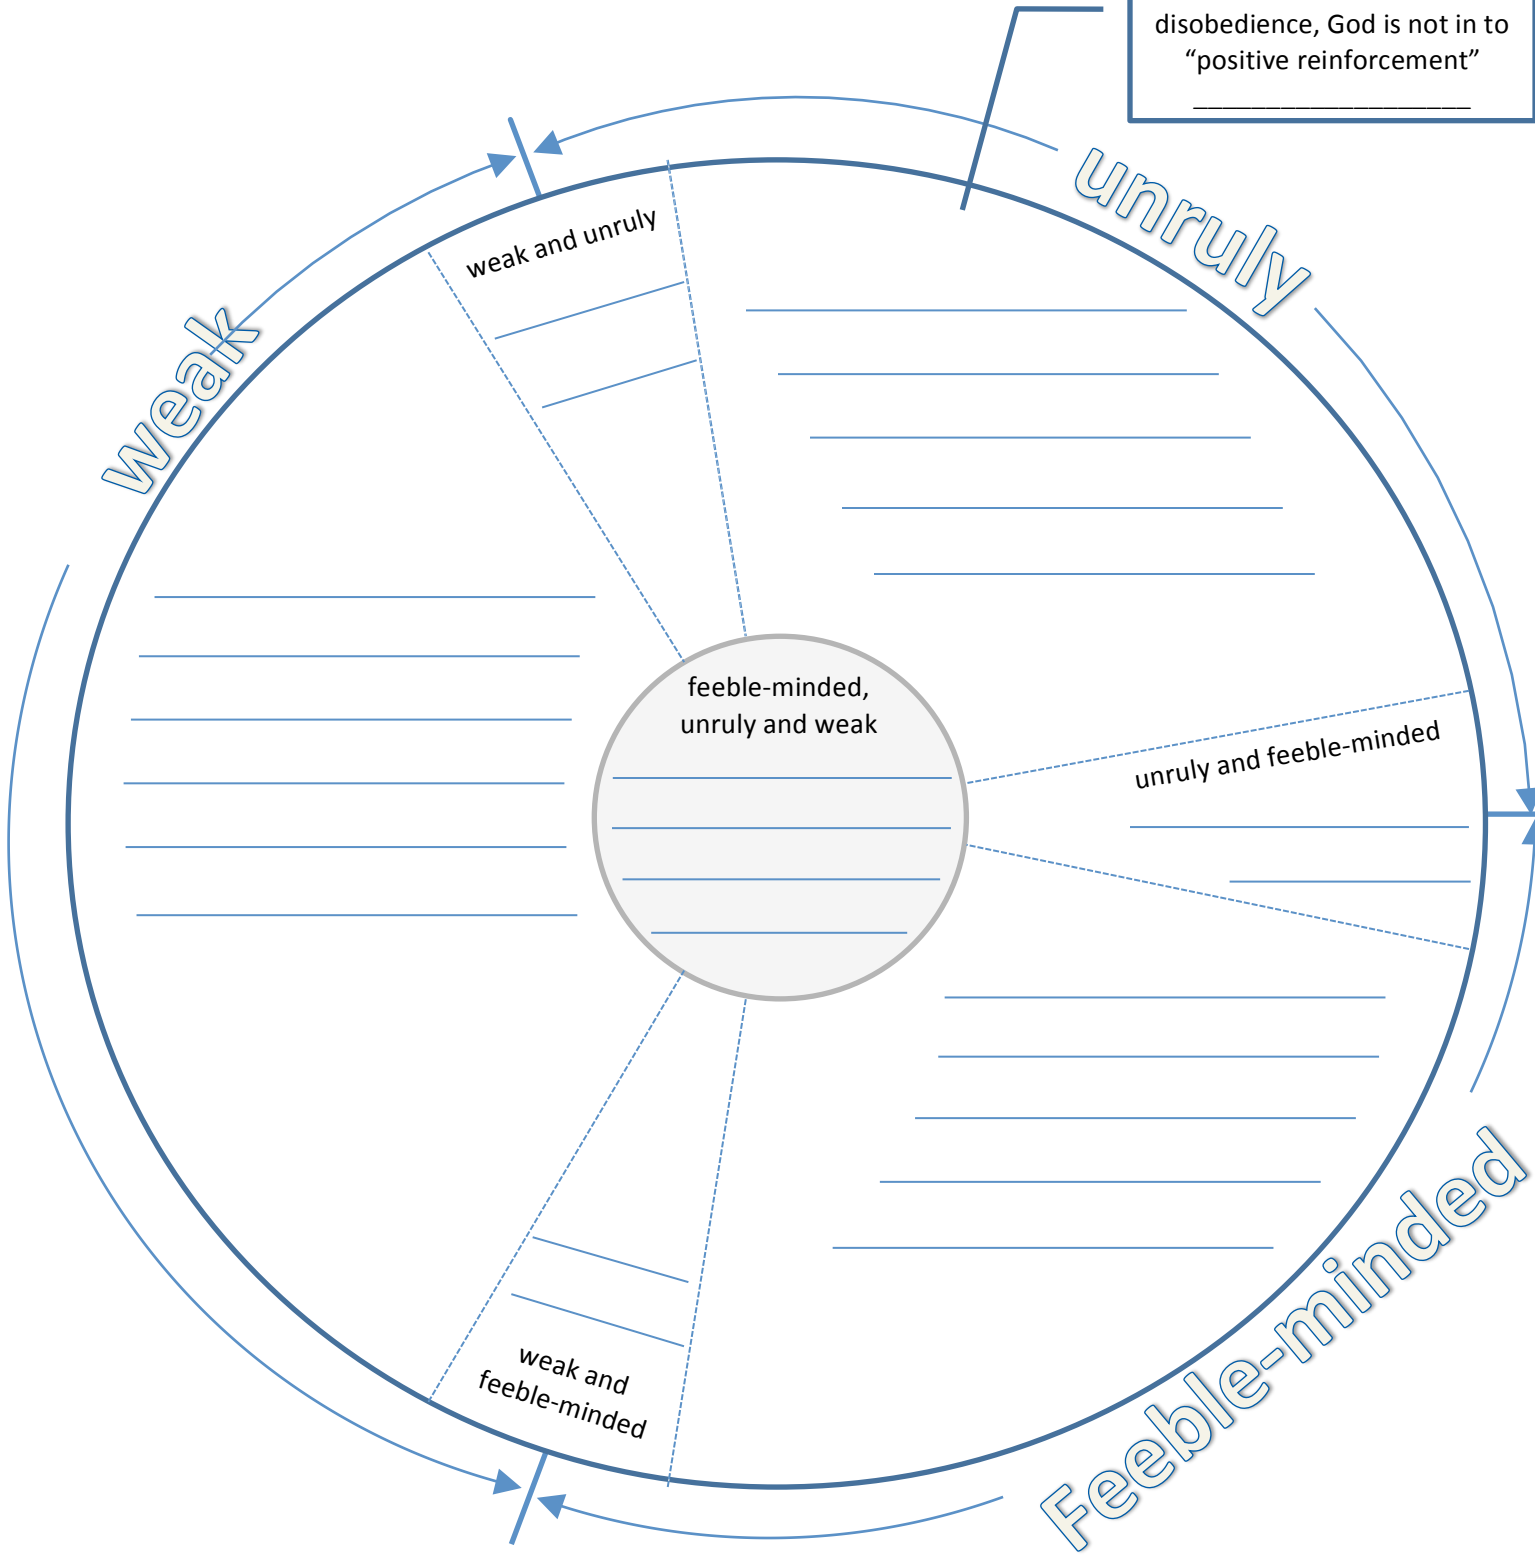 disobedience, God is not in to
“positive reinforcement”
____________________
unruly
weak and unruly
weak
feeble-minded,
unruly and weak
unruly and feeble-minded
weak and
feeble-minded
Feeble-minded